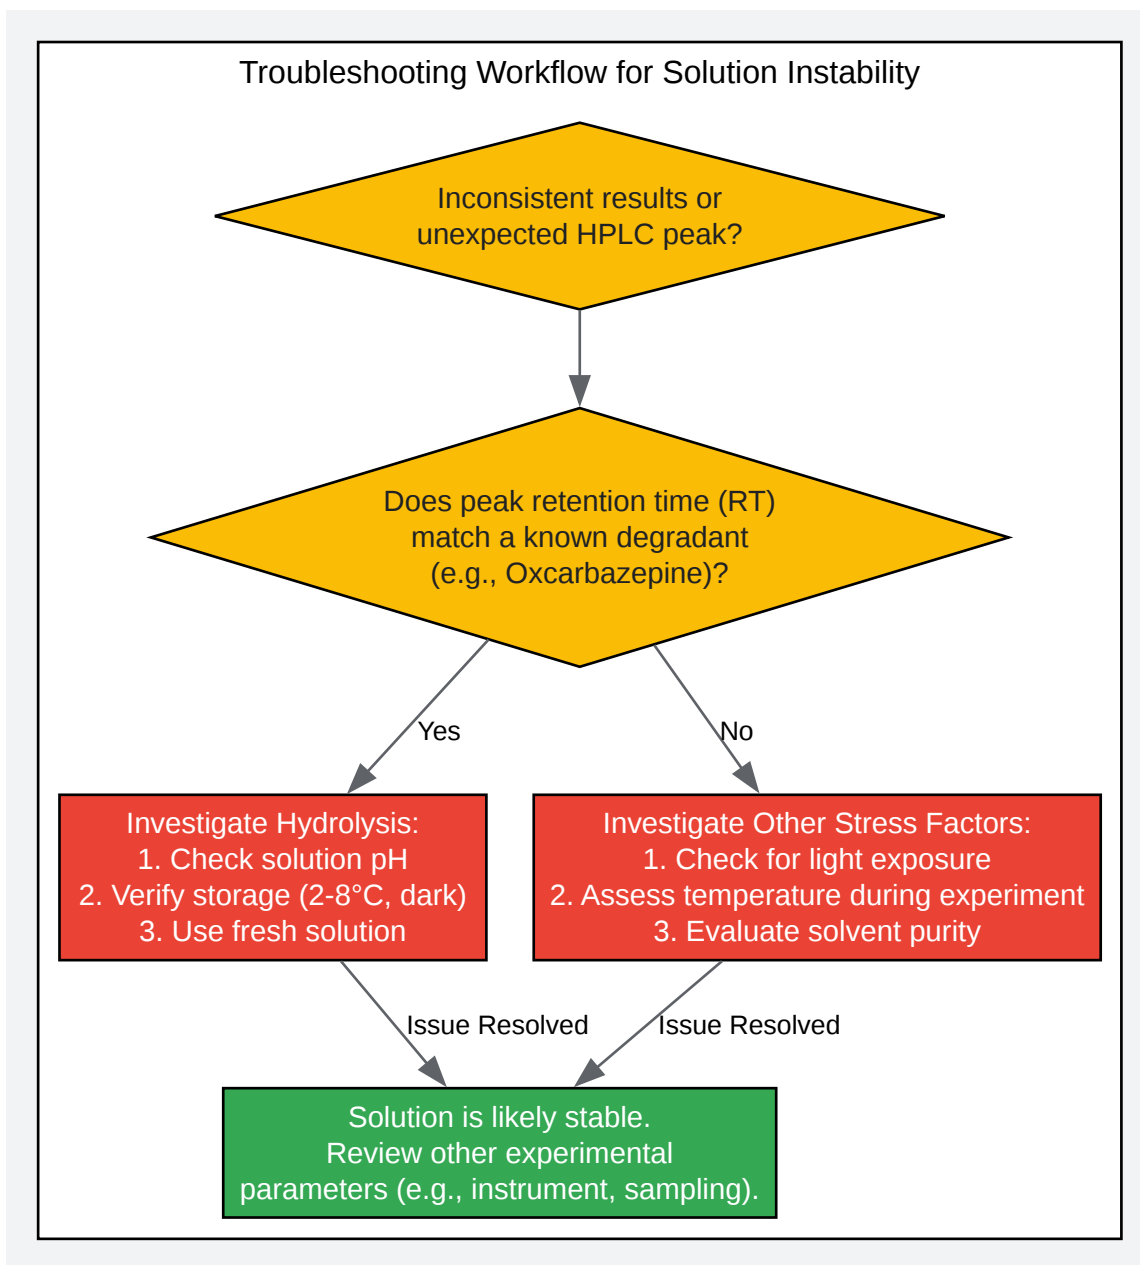 Troubleshooting Workflow for Solution Instability
Inconsistent results or
unexpected HPLC peak?
Does peak retention time (RT)
match a known degradant
(e.g., Oxcarbazepine)?
Yes
No
Investigate Hydrolysis:
1. Check solution pH
2. Verify storage (2-8°C, dark)
3. Use fresh solution
Investigate Other Stress Factors:
1. Check for light exposure
2. Assess temperature during experiment
3. Evaluate solvent purity
Issue Resolved
Issue Resolved
Solution is likely stable.
Review other experimental
parameters (e.g., instrument, sampling).